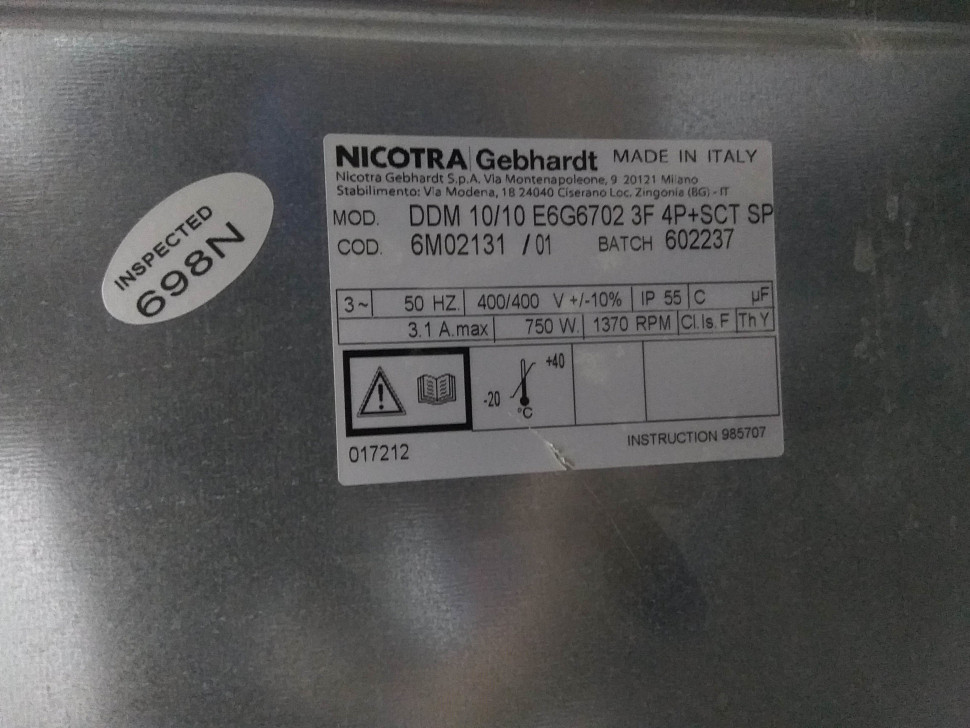 INSPECTED
698N
NICOTRA Gebhardt MADE IN ITALY
Nicotra Gebhardt S.p.A, Via Montenapoleone, 9 20121 Milano
Stabilimento: Via Modena, 18 24040 Ciserano Loc. Zingonia (BG) - IT
MOD. DDM 10/10 E6G6702 3F 4P+SCT SP
COD. 6M02131 /01 BATCH 602237
3~ 50 HZ. 400/400 V +/-10% IP 55 C µF
3.1 A.max 750 W. 1370 RPM Cl.Is. F Th Y
-20 +40
°C
017212 INSTRUCTION 985707